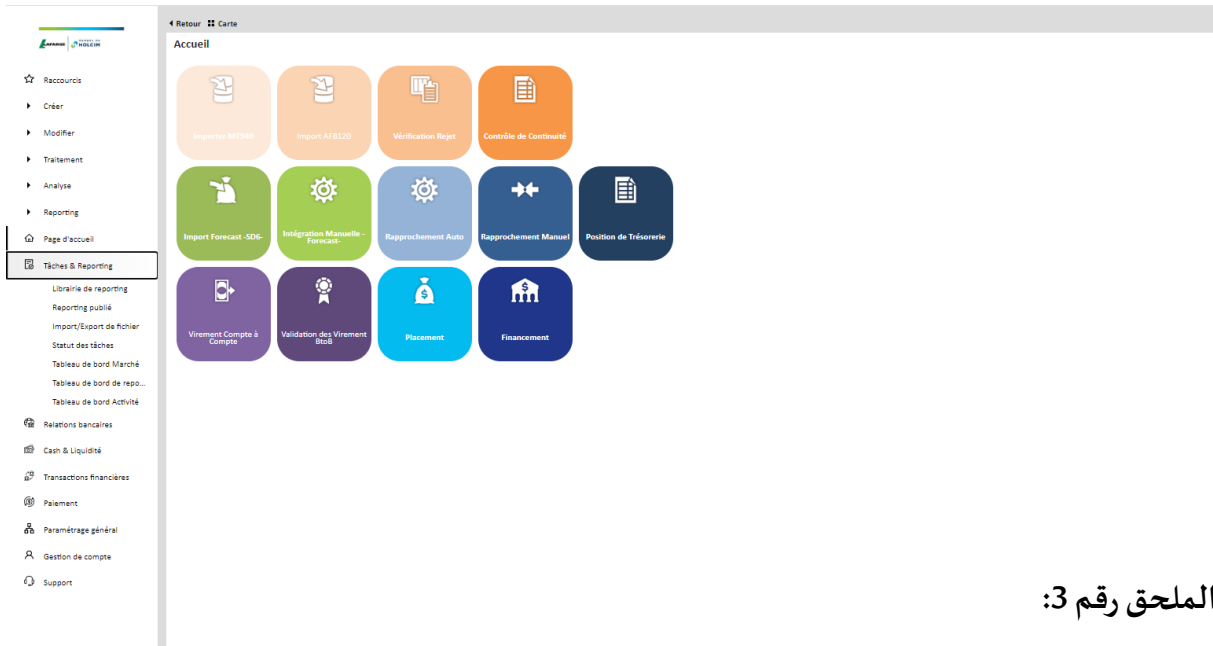 Retour Carte
Accueil
LAFARGE HOLCIM
Raccourcis
Créer
Modifier
Traitement
Analyse
Reporting
Page d'accueil
Tâches & Reporting
Librairie de reporting
Reporting publié
Import/Export de fichier
Statut des tâches
Tableau de bord Marché
Tableau de bord de repo...
Tableau de bord Activité
Relations bancaires
Cash & Liquidité
Transactions financières
Paiement
Paramétrage général
Gestion de compte
Support
Importer MT940
Import AFB120
Vérification Rejet
Contrôle de Continuité
Import Forecast -SD6-
Intégration Manuelle -
Forecast-
Rapprochement Auto
Rapprochement Manuel
Position de Trésorerie
Virement Compte à
Compte
Validation des Virement
BtoB
Placement
Financement
الملحق رقم 3: